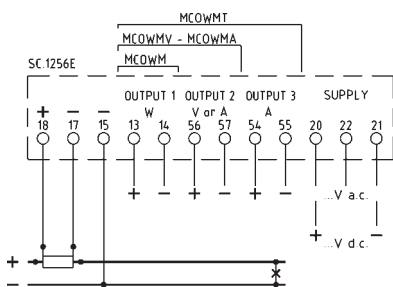 MCOWMT
MCOWMV - MCOWMA
MCOWM
SC.1256E
OUTPUT 1 OUTPUT 2 OUTPUT 3 SUPPLY
W V or A A
+ − −
18 17 15 13 14 56 57 54 55 20 22 21
+ − + − + −
...V a.c.
+ −
...V d.c.
+
−